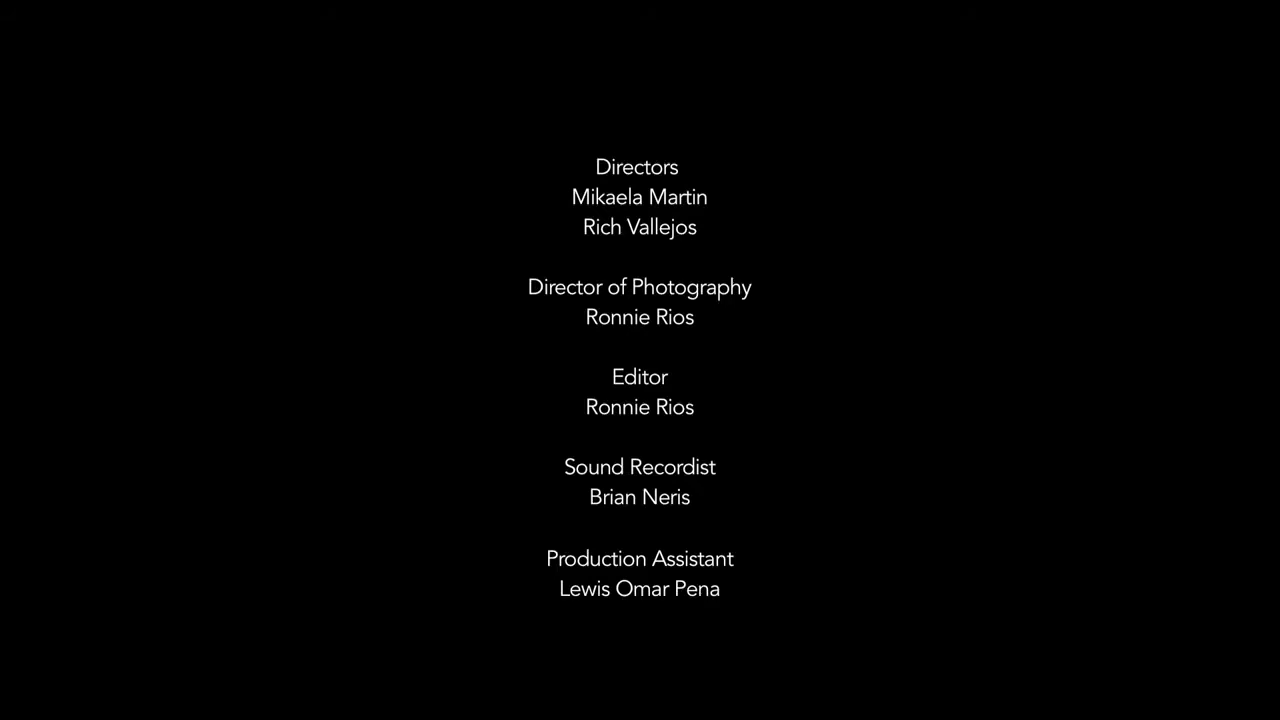 Directors
Mikaela Martin
Rich Vallejos
Director of Photography
Ronnie Rios
Editor
Ronnie Rios
Sound Recordist
Brian Neris
Production Assistant
Lewis Omar Pena